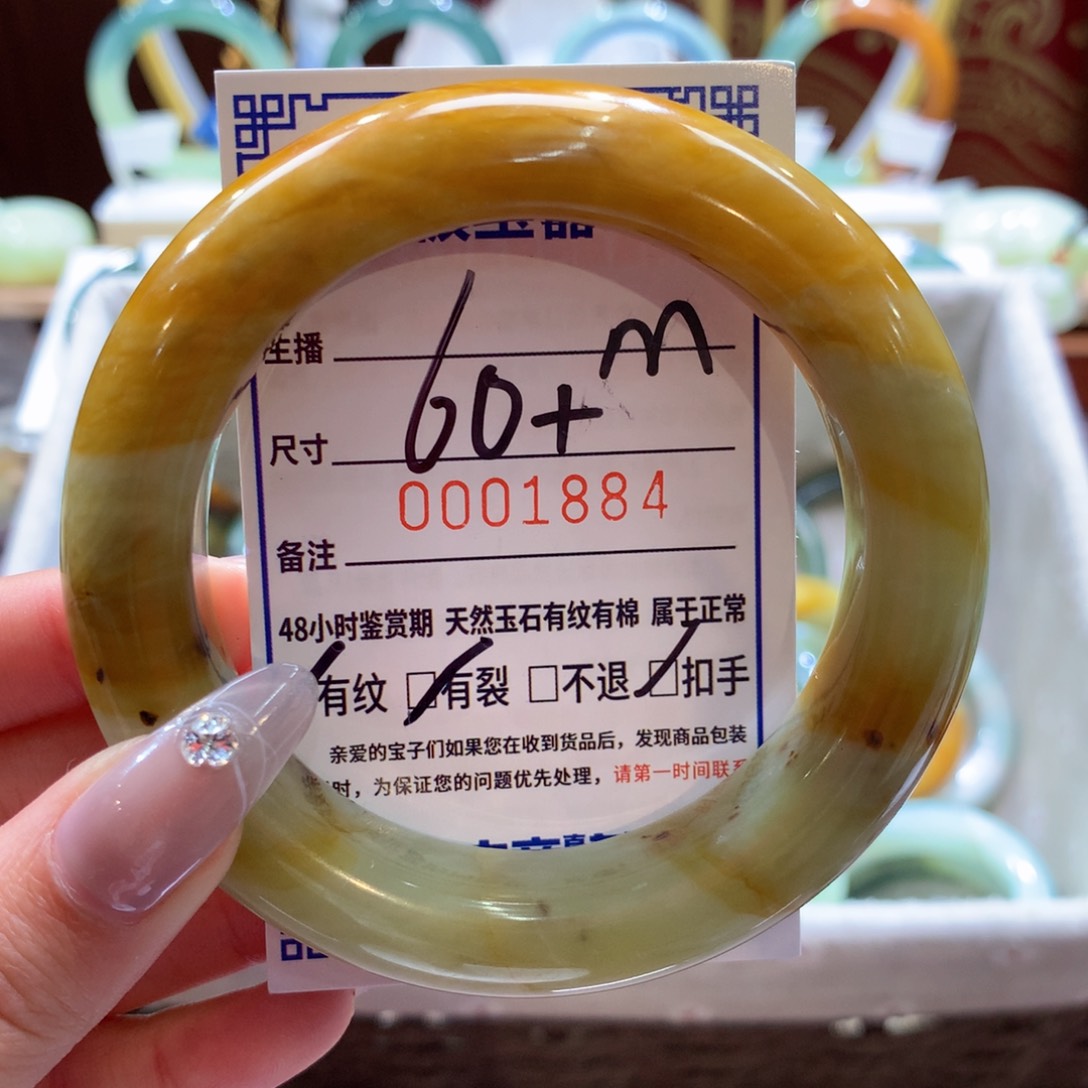 主播
60+m
尺寸
0001884
备注
48小时鉴赏期 天然玉石有纹有棉 属于正常
有纹 □有裂 □不退 □扣手
亲爱的宝子们如果您在收到货品后，发现商品包装
时，为保证您的问题优先处理，请第一时间联系